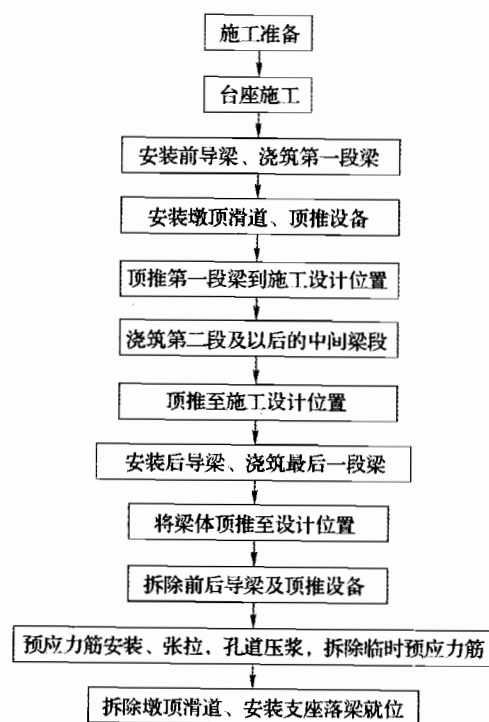 施工准备
台座施工
安装前导梁、浇筑第一段梁
安装墩顶滑道、顶推设备
顶推第一段梁到施工设计位置
浇筑第二段及以后的中间梁段
顶推至施工设计位置
安装后导梁、浇筑最后一段梁
将梁体顶推至设计位置
拆除前后导梁及顶推设备
预应力筋安装、张拉，孔道压浆，拆除临时预应力筋
拆除墩顶滑道、安装支座落梁就位